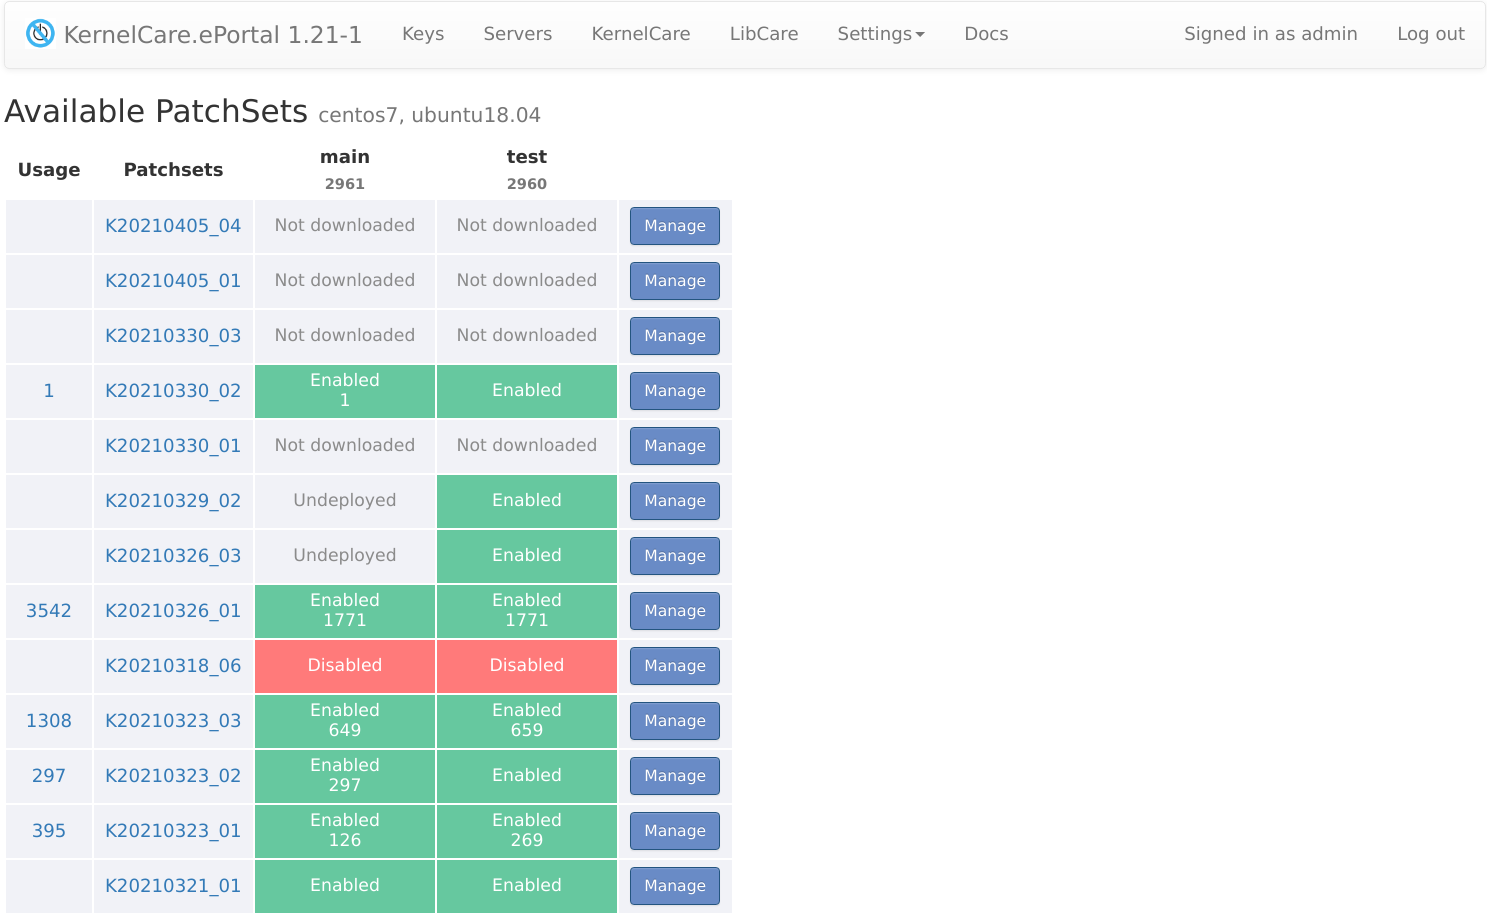 KernelCare.ePortal 1.21-1 Keys Servers KernelCare LibCare Settings Docs Signed in as admin Log out
Available PatchSets centos7, ubuntu18.04
Usage Patchsets main test
2961 2960
K20210405_04 Not downloaded Not downloaded Manage
K20210405_01 Not downloaded Not downloaded Manage
K20210330_03 Not downloaded Not downloaded Manage
1 K20210330_02 Enabled 1 Enabled Manage
K20210330_01 Not downloaded Not downloaded Manage
K20210329_02 Undeployed Enabled Manage
K20210326_03 Undeployed Enabled Manage
3542 K20210326_01 Enabled 1771 Enabled 1771 Manage
K20210318_06 Disabled Disabled Manage
1308 K20210323_03 Enabled 649 Enabled 659 Manage
297 K20210323_02 Enabled 297 Enabled Manage
395 K20210323_01 Enabled 126 Enabled 269 Manage
K20210321_01 Enabled Enabled Manage